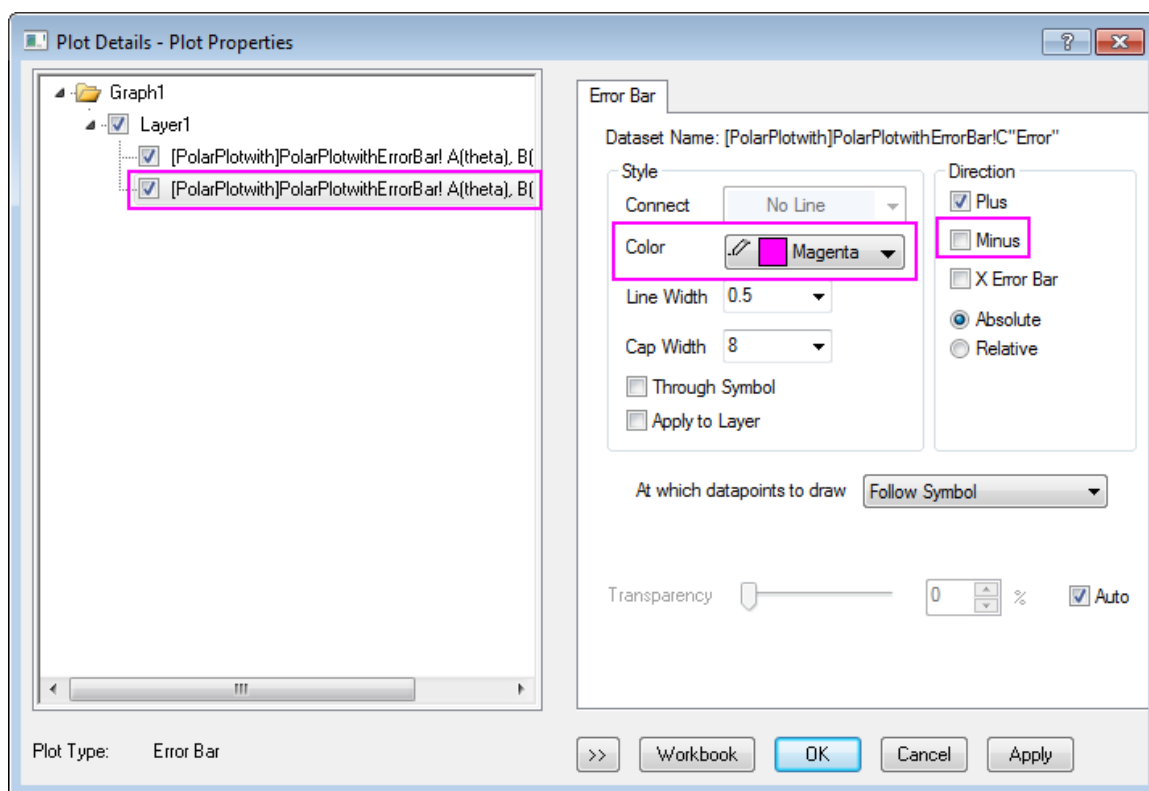 Plot Details - Plot Properties
Graph1
Layer1
[PolarPlotwith]PolarPlotwithErrorBar! A(theta), B(
[PolarPlotwith]PolarPlotwithErrorBar! A(theta), B(
Error Bar
Dataset Name: [PolarPlotwith]PolarPlotwithErrorBar!C"Error"
Style
Connect No Line
Color Magenta
Line Width 0.5
Cap Width 8
Through Symbol
Apply to Layer
Direction
Plus
Minus
X Error Bar
Absolute
Relative
At which datapoints to draw Follow Symbol
Transparency 0 % Auto
Plot Type: Error Bar
>> Workbook OK Cancel Apply